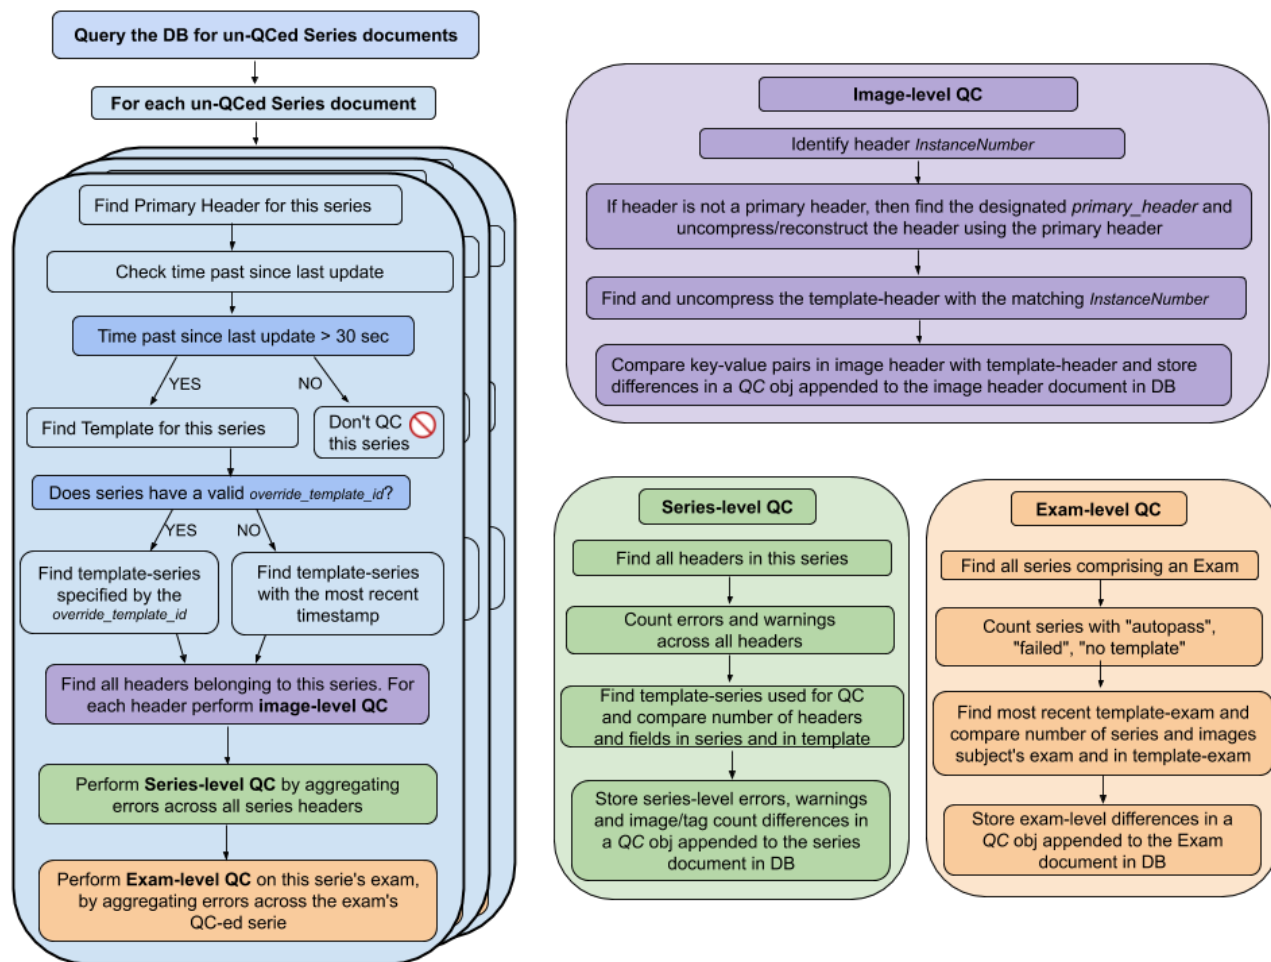 Query the DB for un-QCed Series documents
For each un-QCed Series document
Find Primary Header for this series
Check time past since last update
Time past since last update > 30 sec
YES
NO
Find Template for this series
Don't QC
this series
Does series have a valid override_template_id?
YES
NO
Find template-series
specified by the
override_template_id
Find template-series
with the most recent
timestamp
Find all headers belonging to this series. For
each header perform image-level QC
Perform Series-level QC by aggregating
errors across all series headers
Perform Exam-level QC on this serie's exam,
by aggregating errors across the exam's
QC-ed serie
Image-level QC
Identify header InstanceNumber
If header is not a primary header, then find the designated primary_header and
uncompress/reconstruct the header using the primary header
Find and uncompress the template-header with the matching InstanceNumber
Compare key-value pairs in image header with template-header and store
differences in a QC obj appended to the image header document in DB
Series-level QC
Find all headers in this series
Count errors and warnings
across all headers
Find template-series used for QC
and compare number of headers
and fields in series and in template
Store series-level errors, warnings
and image/tag count differences in
a QC obj appended to the series
document in DB
Exam-level QC
Find all series comprising an Exam
Count series with "autopass",
"failed", "no template"
Find most recent template-exam and
compare number of series and images
subject's exam and in template-exam
Store exam-level differences in a
QC obj appended to the Exam
document in DB